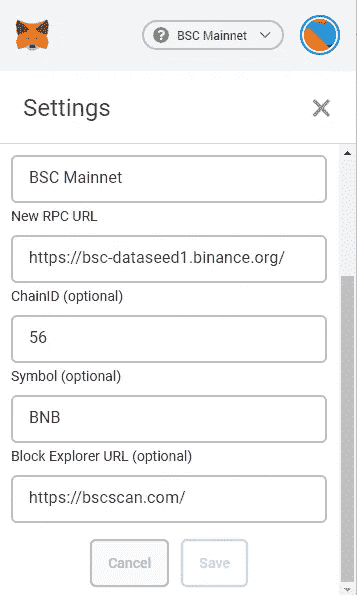 BSC Mainnet
Settings
BSC Mainnet
New RPC URL
https://bsc-dataseed1.binance.org/
ChainID (optional)
56
Symbol (optional)
BNB
Block Explorer URL (optional)
https://bscscan.com/
Cancel Save